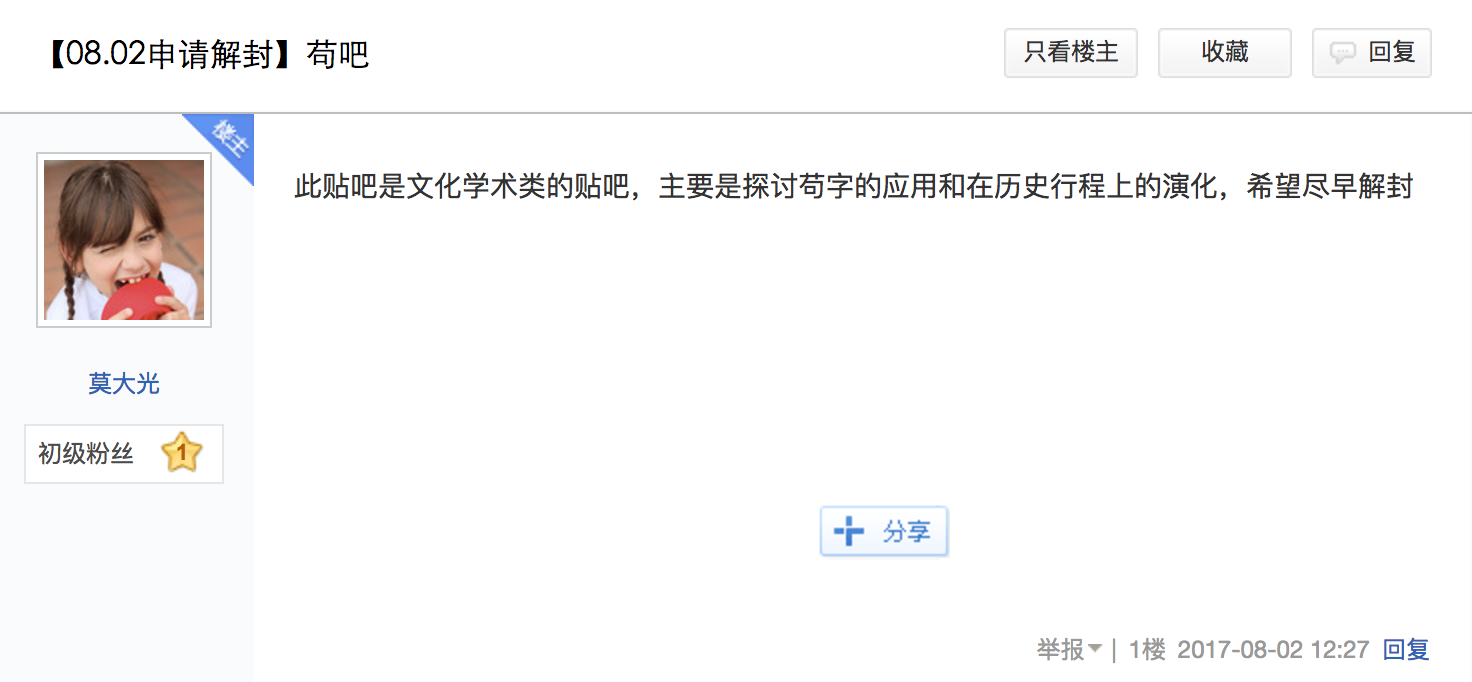 【08.02申请解封】苟吧
只看楼主
收藏
回复
楼主
此贴吧是文化学术类的贴吧，主要是探讨苟字的应用和在历史行程上的演化，希望尽早解封
莫大光
初级粉丝 1
分享
举报 | 1楼 2017-08-02 12:27 回复